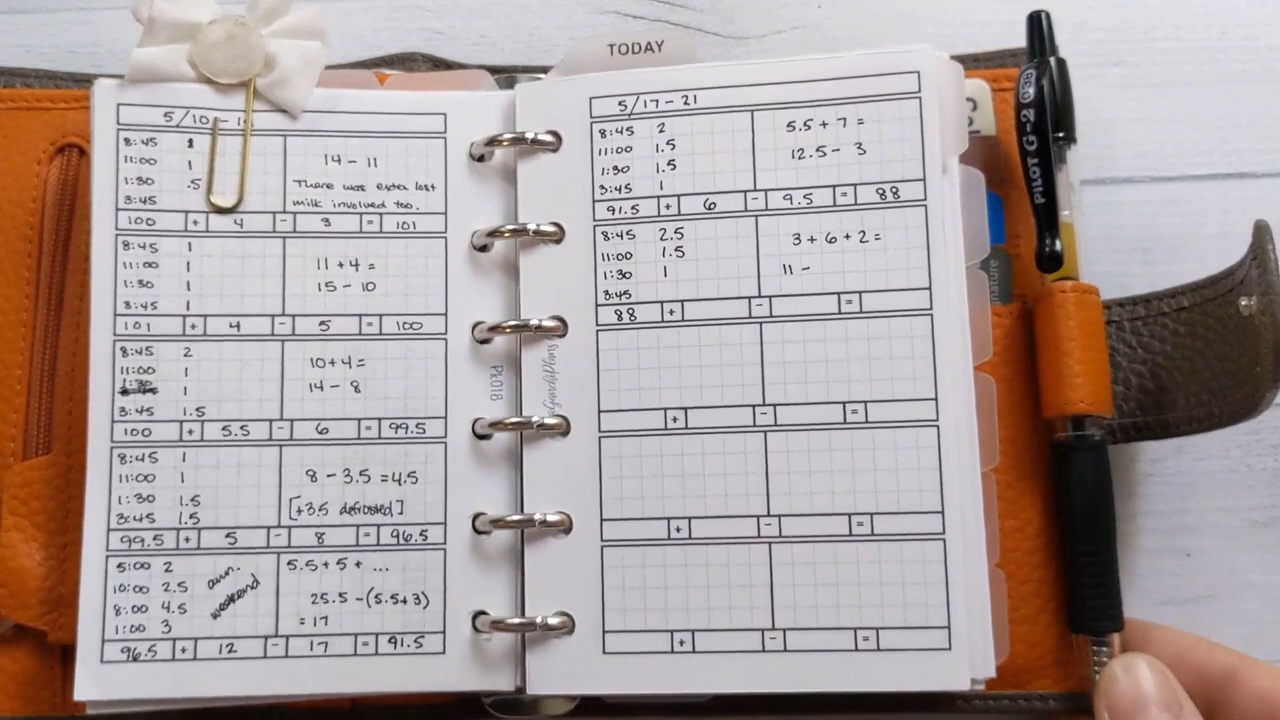 TODAY
5/10 - 1
8:45 1
11:00 1
1:30 .5
3:45
14 - 11
There was extra lost
milk involved too.
100 + 4 - 3 = 101
8:45 1
11:00 1
1:30 1
8:45 1
11 + 4 =
15 - 10
101 + 4 - 5 = 100
8:45 2
11:00 1
1:30 1
3:45 1.5
10 + 4 =
14 - 8
100 + 5.5 - 6 = 99.5
8:45 1
11:00 1
1:30 1.5
3:45 1.5
8 - 3.5 = 4.5
[+3.5 defrosted]
99.5 + 5 - 8 = 96.5
5:00 2
10:00 2.5
8:00 4.5
1:00 3
ann.
weekend
5.5 + 5 + ...
25.5 - (5.5+3)
= 17
96.5 + 12 - 17 = 91.5
PK018
5/17 - 21
8:45 2
11:00 1.5
1:30 1.5
3:45 1
5.5 + 7 =
12.5 - 3
91.5 + 6 - 9.5 = 88
8:45 2.5
11:00 1.5
1:30 1
3:45
3 + 6 + 2 =
11 -
88 + - =
+ - =
+ - =
+ - =
PILOT G-2 038